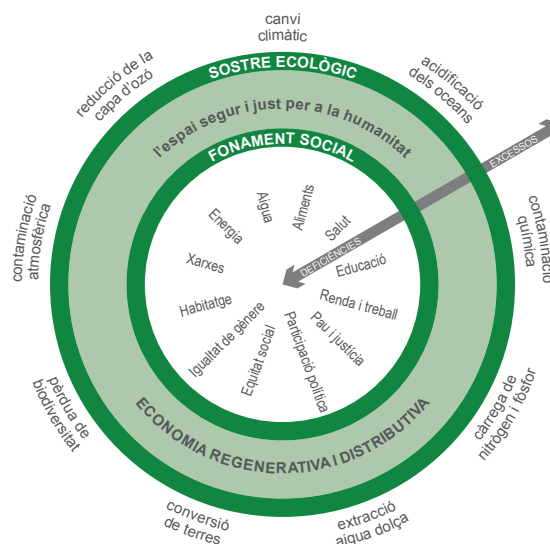 canvi
climàtic
acidificació
dels oceans
contaminació
química
càrrega de
nitrògen i fòsfor
extracció
aigua dolça
conversió
de terres
pèrdua de
biodiversitat
contaminació
atmosfèrica
reducció de la
capa d'ozó
SOSTRE ECOLÒGIC
l'espai segur i just per a la humanitat
FONAMENT SOCIAL
EXCESSOS
DEFICIÈNCIES
Aliments
Salut
Educació
Renda i treball
Pau i justícia
Participació política
Equitat social
Igualtat de gènere
Habitatge
Xarxes
Energia
Aigua
ECONOMIA REGENERATIVA I DISTRIBUTIVA